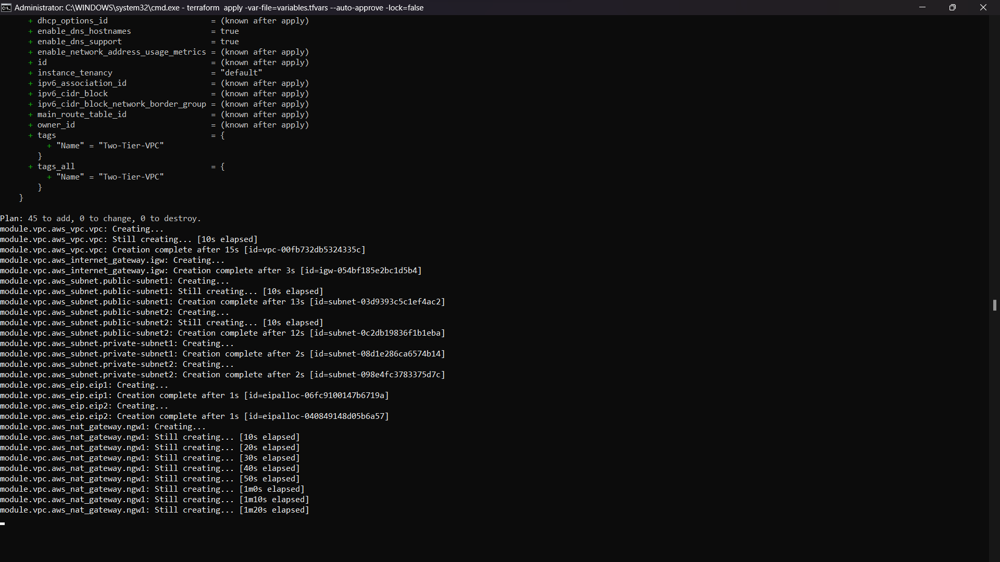 Administrator: C:\WINDOWS\system32\cmd.exe - terraform  apply -var-file=variables.tfvars --auto-approve -lock=false
      + dhcp_options_id                      = (known after apply)
      + enable_dns_hostnames                 = true
      + enable_dns_support                   = true
      + enable_network_address_usage_metrics = (known after apply)
      + id                                   = (known after apply)
      + instance_tenancy                     = "default"
      + ipv6_association_id                  = (known after apply)
      + ipv6_cidr_block                      = (known after apply)
      + ipv6_cidr_block_network_border_group = (known after apply)
      + main_route_table_id                  = (known after apply)
      + owner_id                             = (known after apply)
      + tags                                 = {
          + "Name" = "Two-Tier-VPC"
        }
      + tags_all                             = {
          + "Name" = "Two-Tier-VPC"
        }
    }
Plan: 45 to add, 0 to change, 0 to destroy.
module.vpc.aws_vpc.vpc: Creating...
module.vpc.aws_vpc.vpc: Still creating... [10s elapsed]
module.vpc.aws_vpc.vpc: Creation complete after 15s [id=vpc-00fb732db5324335c]
module.vpc.aws_internet_gateway.igw: Creating...
module.vpc.aws_internet_gateway.igw: Creation complete after 3s [id=igw-054bf185e2bc1d5b4]
module.vpc.aws_subnet.public-subnet1: Creating...
module.vpc.aws_subnet.public-subnet1: Still creating... [10s elapsed]
module.vpc.aws_subnet.public-subnet1: Creation complete after 13s [id=subnet-03d9393c5c1ef4ac2]
module.vpc.aws_subnet.public-subnet2: Creating...
module.vpc.aws_subnet.public-subnet2: Still creating... [10s elapsed]
module.vpc.aws_subnet.public-subnet2: Creation complete after 12s [id=subnet-0c2db19836f1b1eba]
module.vpc.aws_subnet.private-subnet1: Creating...
module.vpc.aws_subnet.private-subnet1: Creation complete after 2s [id=subnet-08d1e286ca6574b14]
module.vpc.aws_subnet.private-subnet2: Creating...
module.vpc.aws_subnet.private-subnet2: Creation complete after 2s [id=subnet-098e4fc3783375d7c]
module.vpc.aws_eip.eip1: Creating...
module.vpc.aws_eip.eip1: Creation complete after 1s [id=eipalloc-06fc9100147b6719a]
module.vpc.aws_eip.eip2: Creating...
module.vpc.aws_eip.eip2: Creation complete after 1s [id=eipalloc-040849148d05b6a57]
module.vpc.aws_nat_gateway.ngw1: Creating...
module.vpc.aws_nat_gateway.ngw1: Still creating... [10s elapsed]
module.vpc.aws_nat_gateway.ngw1: Still creating... [20s elapsed]
module.vpc.aws_nat_gateway.ngw1: Still creating... [30s elapsed]
module.vpc.aws_nat_gateway.ngw1: Still creating... [40s elapsed]
module.vpc.aws_nat_gateway.ngw1: Still creating... [50s elapsed]
module.vpc.aws_nat_gateway.ngw1: Still creating... [1m0s elapsed]
module.vpc.aws_nat_gateway.ngw1: Still creating... [1m10s elapsed]
module.vpc.aws_nat_gateway.ngw1: Still creating... [1m20s elapsed]